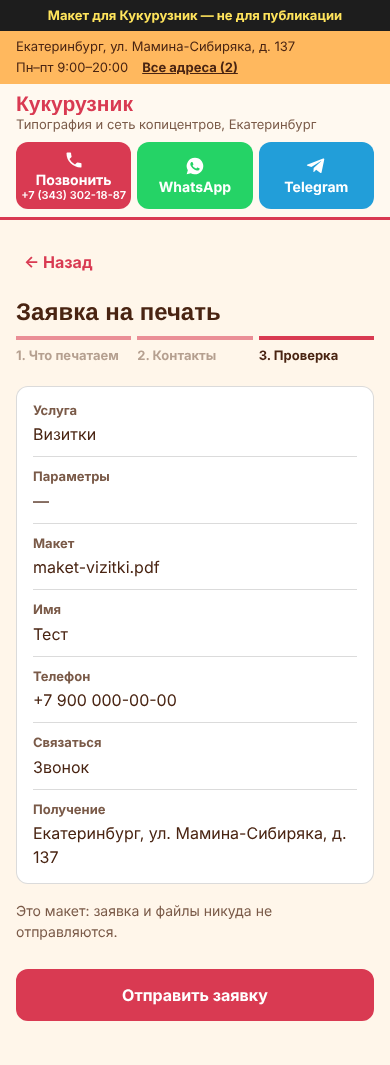 Макет для Кукурузник — не для публикации
Екатеринбург, ул. Мамина-Сибиряка, д. 137
Пн–пт 9:00–20:00 Все адреса (2)
Кукурузник
Типография и сеть копицентров, Екатеринбург
Позвонить
+7 (343) 302-18-87
WhatsApp
Telegram
← Назад
Заявка на печать
1. Что печатаем
2. Контакты
3. Проверка
Услуга
Визитки
Параметры
—
Макет
maket-vizitki.pdf
Имя
Тест
Телефон
+7 900 000-00-00
Связаться
Звонок
Получение
Екатеринбург, ул. Мамина-Сибиряка, д.
137
Это макет: заявка и файлы никуда не
отправляются.
Отправить заявку